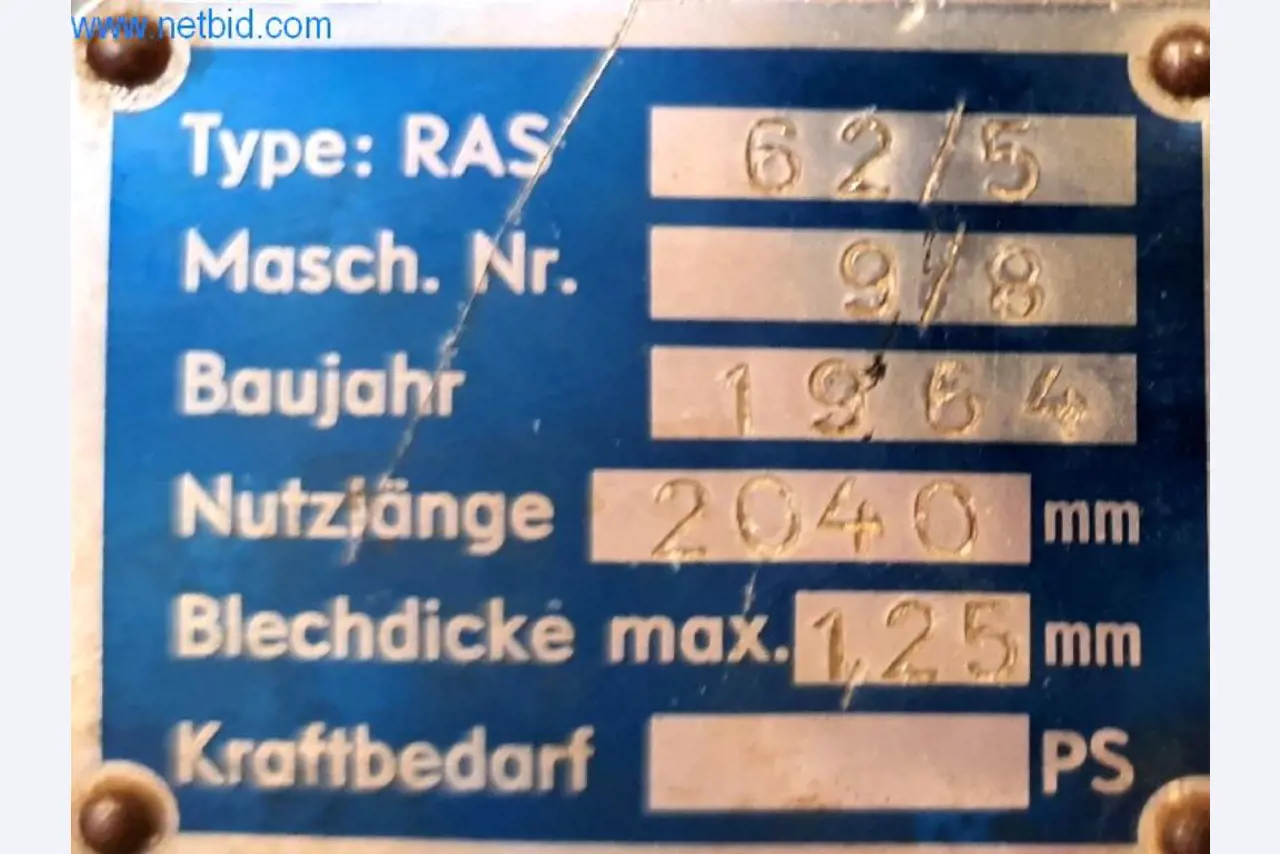 www.netbid.com
Type: RAS 62/5
Masch. Nr. 9/8
Baujahr 1964
Nutzlänge 2040 mm
Blechdicke max. 1,25 mm
Kraftbedarf PS